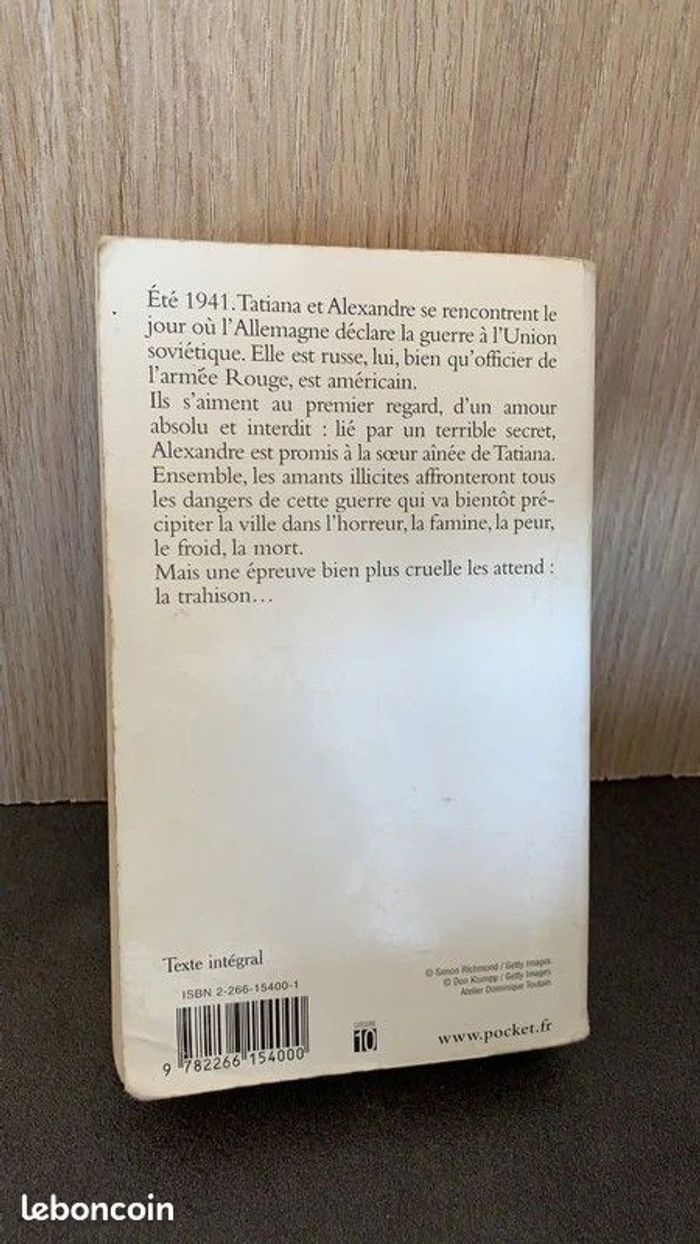 Été 1941. Tatiana et Alexandre se rencontrent le
jour où l'Allemagne déclare la guerre à l'Union
soviétique. Elle est russe, lui, bien qu'officier de
l'armée Rouge, est américain.
Ils s'aiment au premier regard, d'un amour
absolu et interdit : lié par un terrible secret,
Alexandre est promis à la sœur aînée de Tatiana.
Ensemble, les amants illicites affronteront tous
les dangers de cette guerre qui va bientôt pré-
cipiter la ville dans l'horreur, la famine, la peur,
le froid, la mort.
Mais une épreuve bien plus cruelle les attend :
la trahison...
Texte intégral
© Simon Richmond / Getty Images
© Don Klumpp / Getty Images
Atelier Dominique Toutain
ISBN 2-266-15400-1
9 782266 154000
10
www.pocket.fr
leboncoin